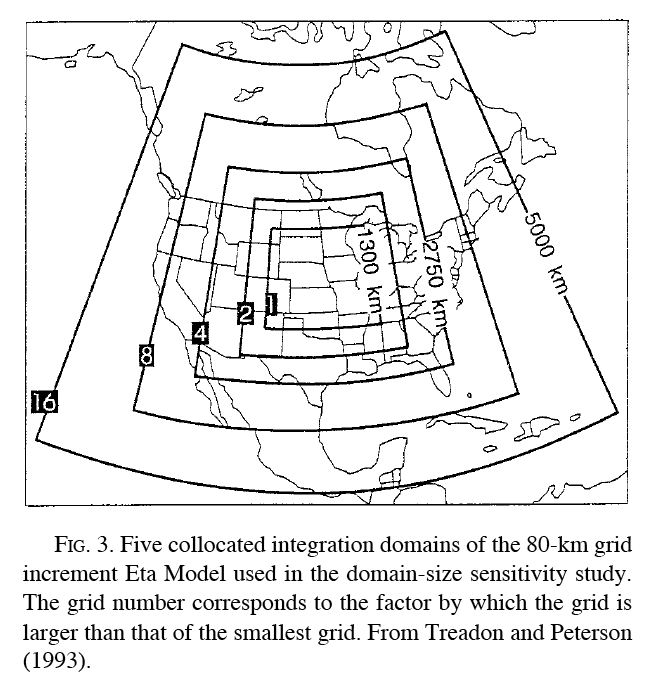 5000 km
2750 km
1300 km
1
2
4
8
16
FIG. 3. Five collocated integration domains of the 80-km grid
increment Eta Model used in the domain-size sensitivity study.
The grid number corresponds to the factor by which the grid is
larger than that of the smallest grid. From Treadon and Peterson
(1993).